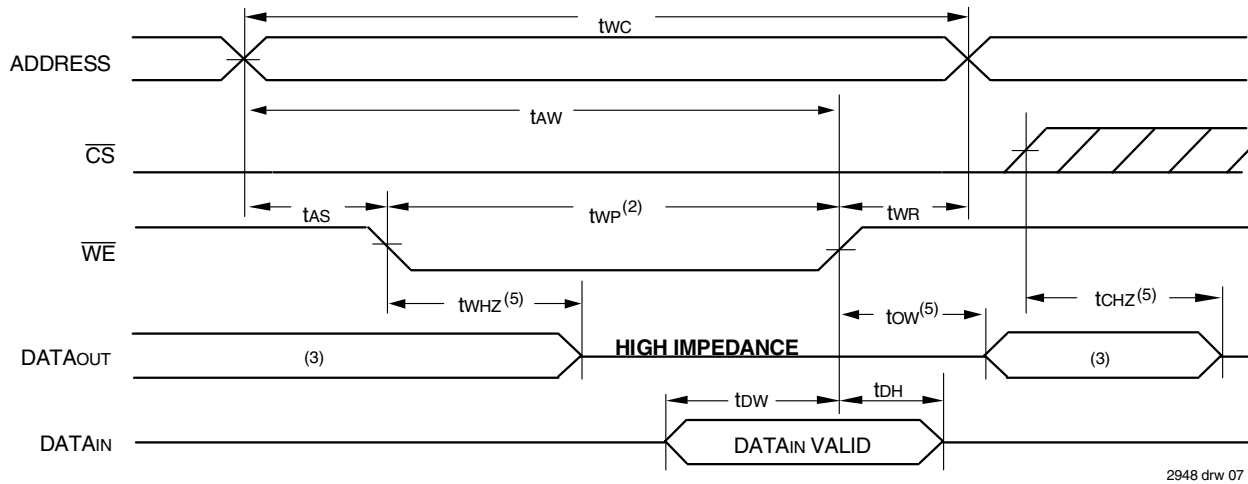 tWC
ADDRESS
tAW
CS
tAS
tWP(2)
tWR
WE
tWHZ(5)
tOW(5)
tCHZ(5)
DATAOUT
(3)
HIGH IMPEDANCE
(3)
tDW
tDH
DATAIN
DATAIN VALID
2948 drw 07